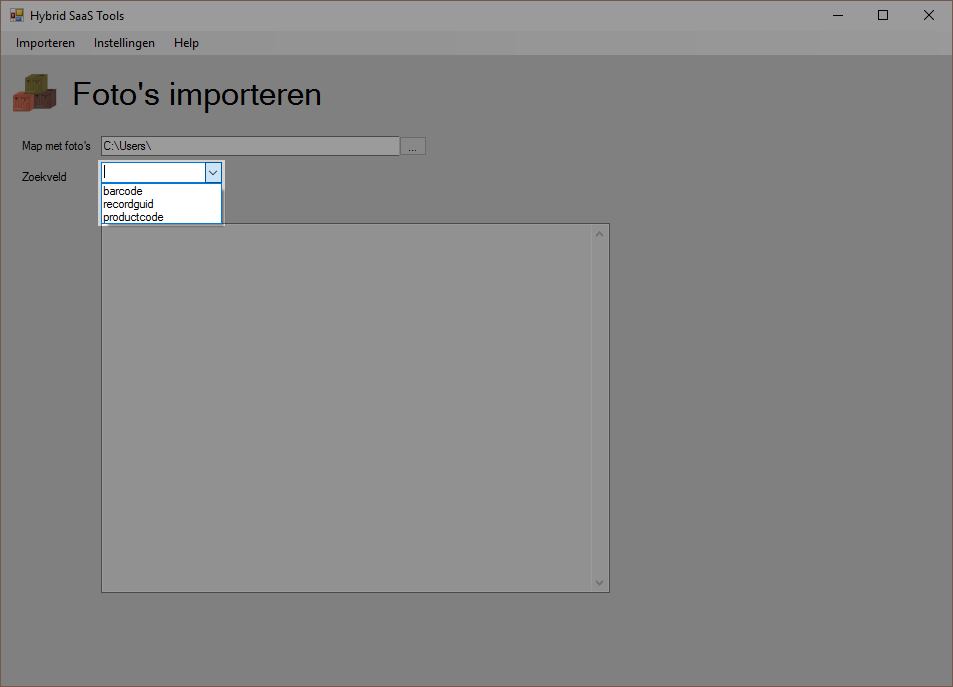 Hybrid SaaS Tools
Importeren Instellingen Help
Foto's importeren
Map met foto's C:\Users\ ...
Zoekveld
barcode
recordguid
productcode